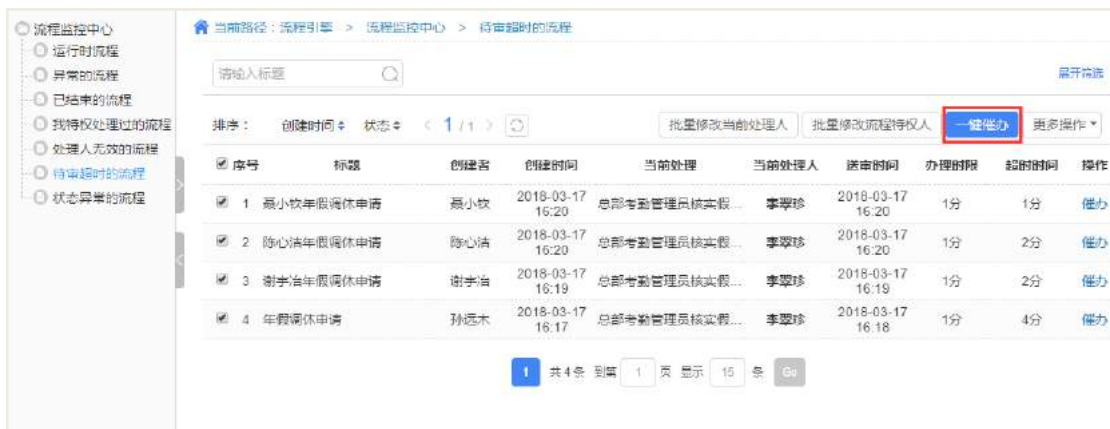 流程监控中心
运行时流程
异常的流程
已结束的流程
我特权处理过的流程
处理人无效的流程
待审超时的流程
状态异常的流程
当前路径：流程引擎 > 流程监控中心 > 待审超时的流程
请输入标题 展开筛选
排序： 创建时间 状态 1 / 1 批量修改当前处理人 批量修改流程特权人 一键催办 更多操作
序号 标题 创建者 创建时间 当前处理 当前处理人 送审时间 办理时限 超时时间 操作
1 聂小钦年假调休申请 聂小钦 2018-03-17 16:20 总部考勤管理员核实假... 李翠珍 2018-03-17 16:20 1分 1分 催办
2 陈心洁年假调休申请 陈心洁 2018-03-17 16:20 总部考勤管理员核实假... 李翠珍 2018-03-17 16:20 1分 2分 催办
3 谢宇治年假调休申请 谢宇治 2018-03-17 16:19 总部考勤管理员核实假... 李翠珍 2018-03-17 16:19 1分 2分 催办
4 年假调休申请 孙远木 2018-03-17 16:17 总部考勤管理员核实假... 李翠珍 2018-03-17 16:18 1分 4分 催办
1 共4条 到第 1 页 显示 15 条 Go